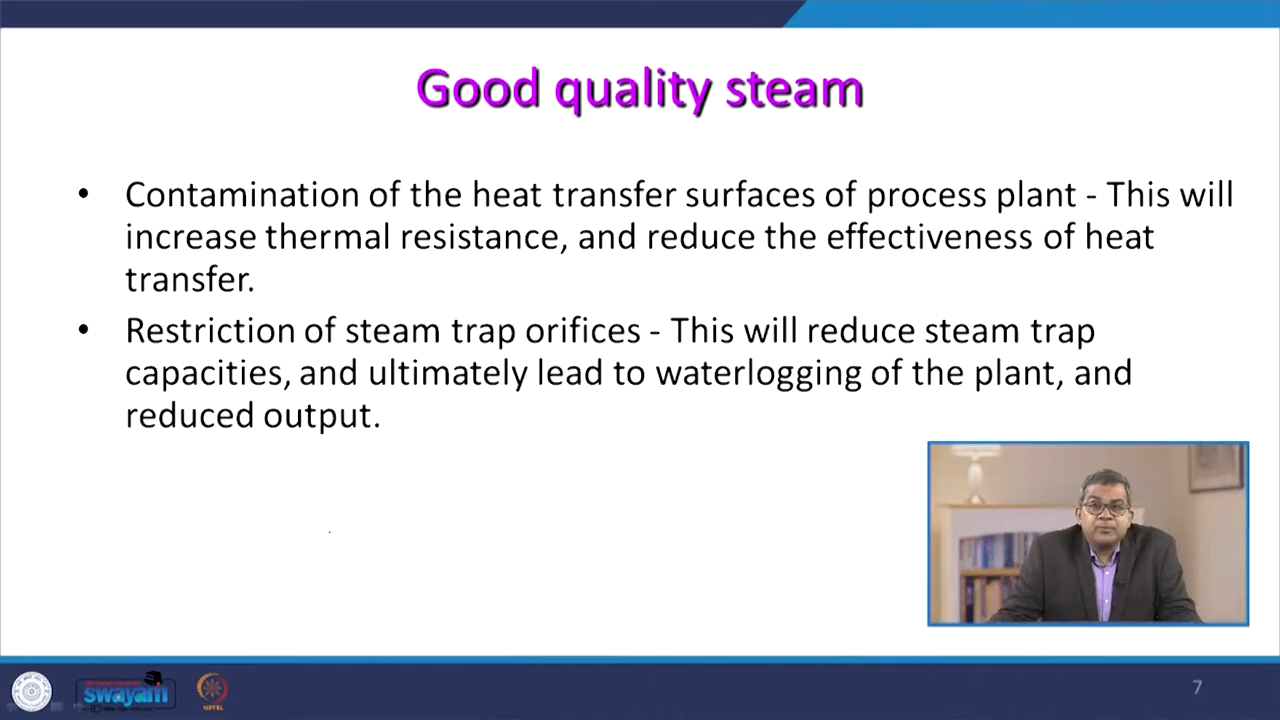 Good quality steam
• Contamination of the heat transfer surfaces of process plant - This will
increase thermal resistance, and reduce the effectiveness of heat
transfer.
• Restriction of steam trap orifices - This will reduce steam trap
capacities, and ultimately lead to waterlogging of the plant, and
reduced output.
swayam
NPTEL
7